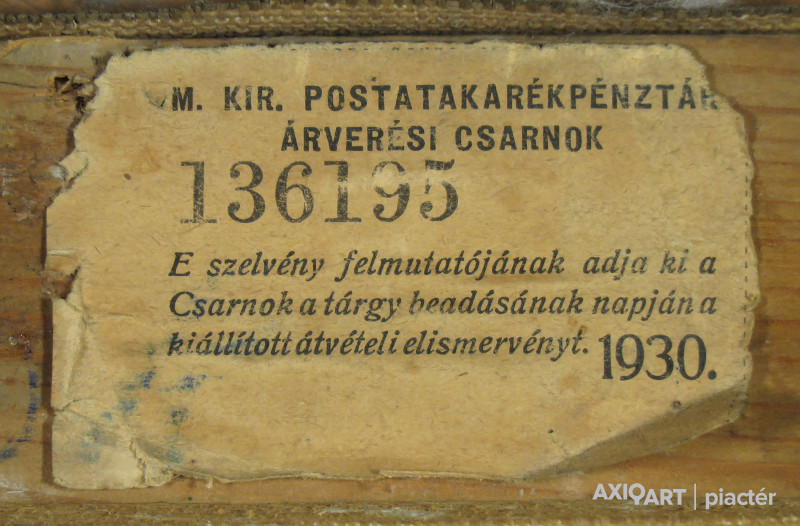 M. KIR. POSTATAKARÉKPÉNZTÁR
ÁRVERÉSI CSARNOK
136195
E szelvény felmutatójának adja ki a
Csarnok a tárgy beadásának napján a
kiállított átvételi elismervényt. 1930.
AXIOART | piactér